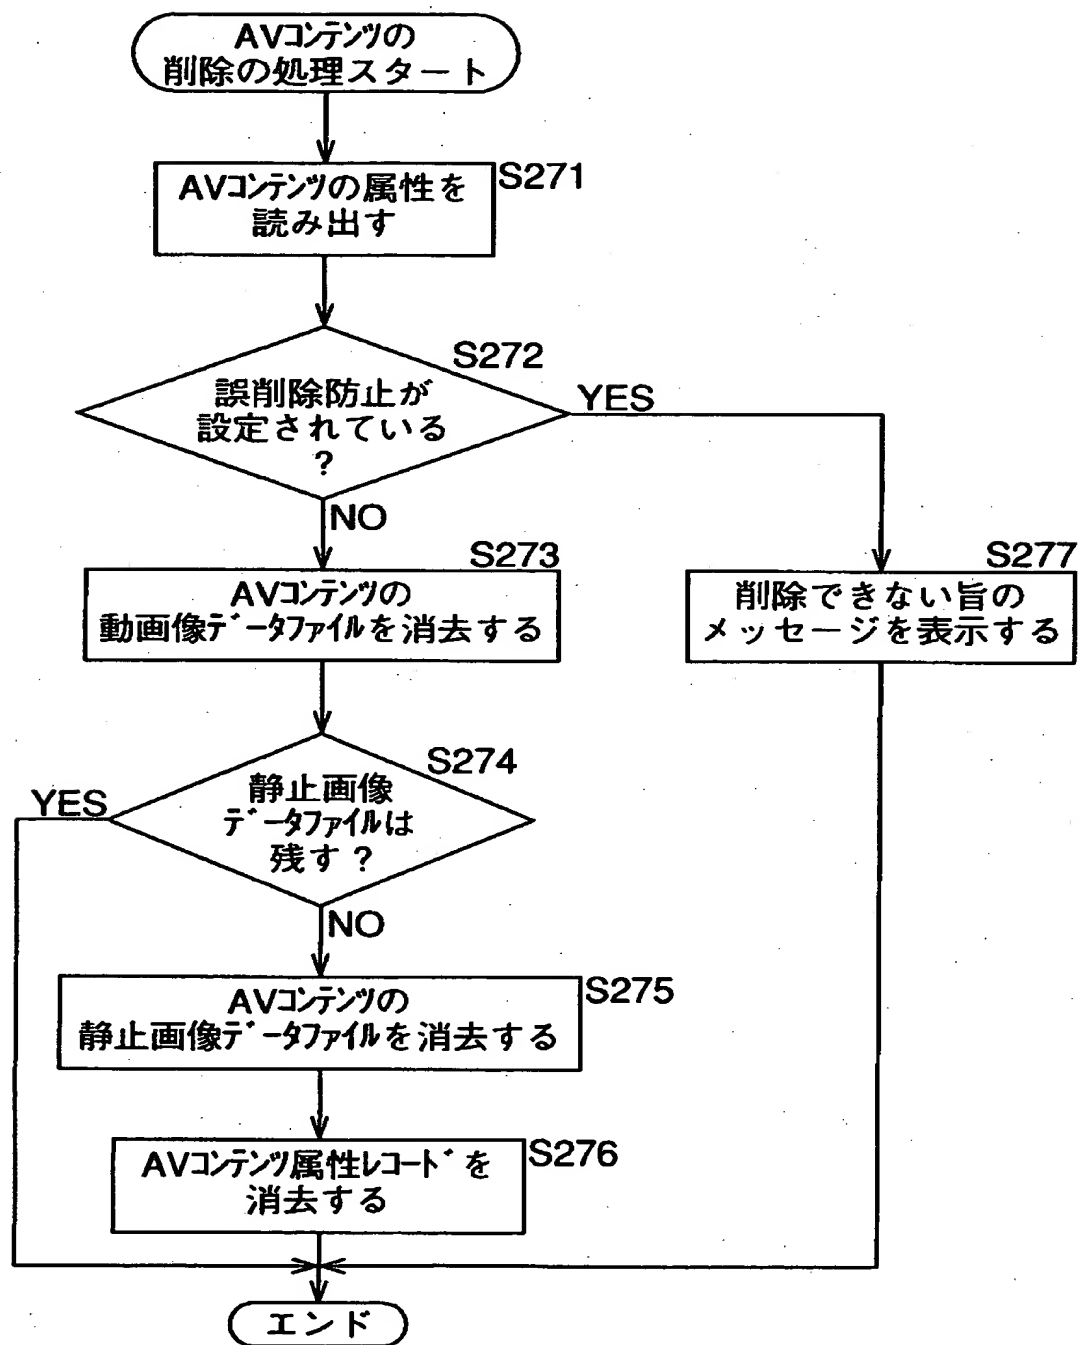 AVコンテンツの
削除の処理スタート
AVコンテンツの属性を
読み出す
S271
誤削除防止が
設定されている
?
S272
YES
NO
S273
AVコンテンツの
動画像データファイルを消去する
S277
削除できない旨の
メッセージを表示する
静止画像
データファイルは
残す?
S274
YES
NO
AVコンテンツの
静止画像データファイルを消去する
S275
AVコンテンツ属性レコードを
消去する
S276
エンド